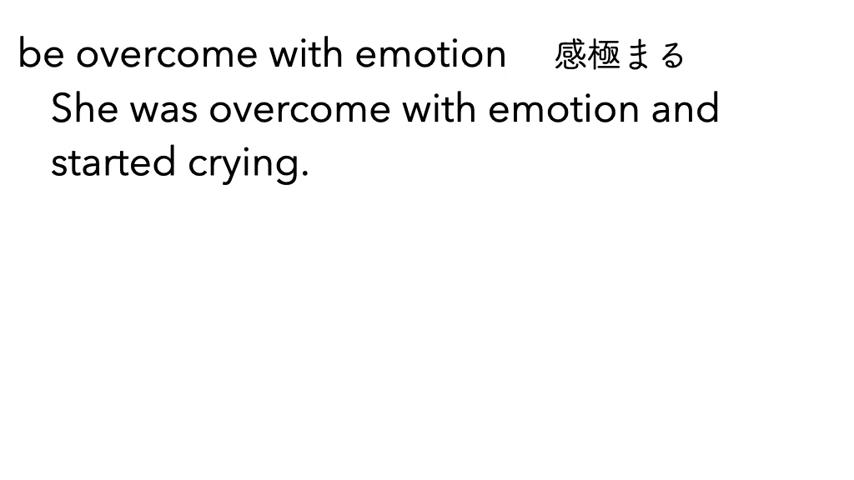 be overcome with emotion 感極まる
She was overcome with emotion and
started crying.